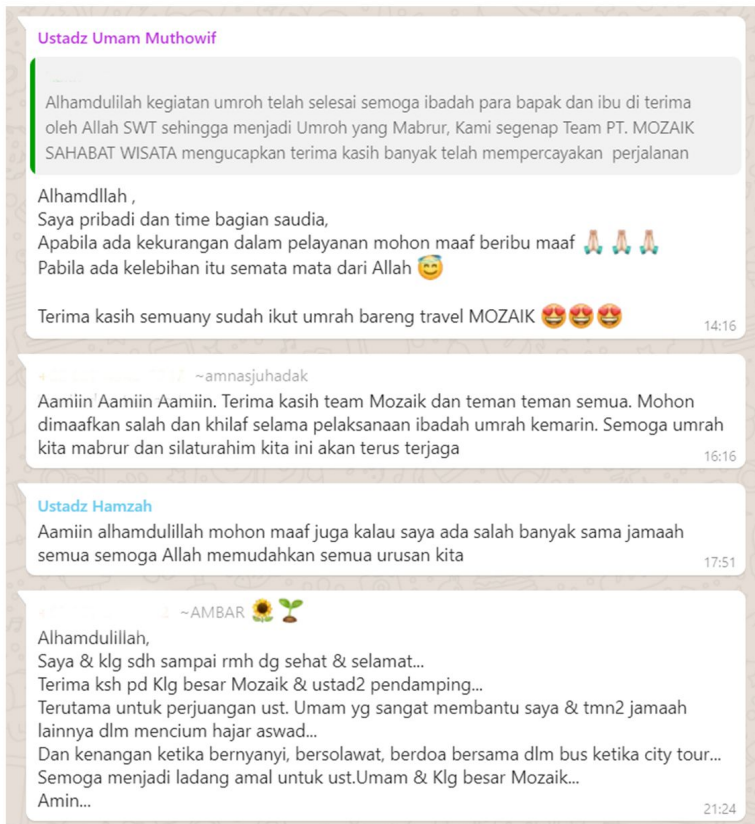 Ustadz Umam Muthowif
Alhamdulilah kegiatan umroh telah selesai semoga ibadah para bapak dan ibu di terima
oleh Allah SWT sehingga menjadi Umroh yang Mabrur, Kami segenap Team PT. MOZAIK
SAHABAT WISATA mengucapkan terima kasih banyak telah mempercayakan perjalanan
Alhamdllah ,
Saya pribadi dan time bagian saudia,
Apabila ada kekurangan dalam pelayanan mohon maaf beribu maaf 🙏🏻 🙏🏻 🙏🏻
Pabila ada kelebihan itu semata mata dari Allah 😇
Terima kasih semuany sudah ikut umrah bareng travel MOZAIK 😍😍😍
14:16
~amnasjuhadak
Aamiin Aamiin Aamiin. Terima kasih team Mozaik dan teman teman semua. Mohon
dimaafkan salah dan khilaf selama pelaksanaan ibadah umrah kemarin. Semoga umrah
kita mabrur dan silaturahim kita ini akan terus terjaga
16:16
Ustadz Hamzah
Aamiin alhamdulillah mohon maaf juga kalau saya ada salah banyak sama jamaah
semua semoga Allah memudahkan semua urusan kita
17:51
~AMBAR 🌻🌱
Alhamdulillah,
Saya & klg sdh sampai rmh dg sehat & selamat...
Terima ksh pd Klg besar Mozaik & ustad2 pendamping...
Terutama untuk perjuangan ust. Umam yg sangat membantu saya & tmn2 jamaah
lainnya dlm mencium hajar aswad...
Dan kenangan ketika bernyanyi, bersolawat, berdoa bersama dlm bus ketika city tour...
Semoga menjadi ladang amal untuk ust.Umam & Klg besar Mozaik...
Amin...
21:24